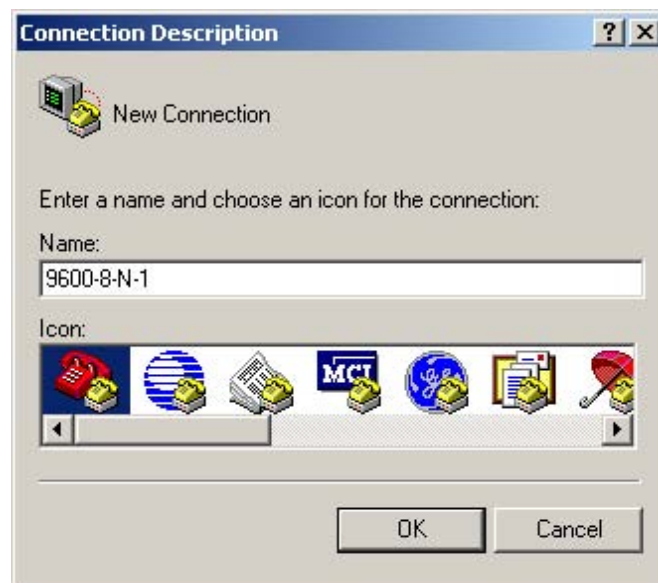 Connection Description
New Connection
Enter a name and choose an icon for the connection:
Name:
9600-8-N-1
Icon:
MCI
OK
Cancel